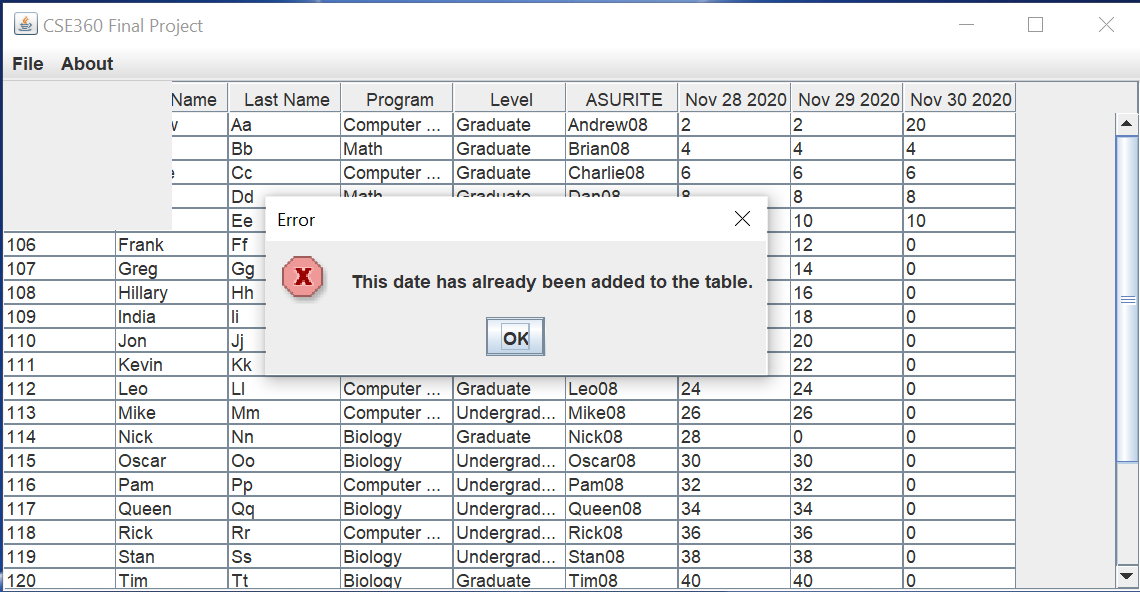 CSE360 Final Project
File About
Name Last Name Program Level ASURITE Nov 28 2020 Nov 29 2020 Nov 30 2020
Aa Computer ... Graduate Andrew08 2 2 20
Bb Math Graduate Brian08 4 4 4
Cc Computer ... Graduate Charlie08 6 6 6
Dd Math Graduate Dan08 8 8 8
Ee 10 10
Error
This date has already been added to the table.
OK
106 Frank Ff 12 0
107 Greg Gg 14 0
108 Hillary Hh 16 0
109 India Ii 18 0
110 Jon Jj 20 0
111 Kevin Kk 22 0
112 Leo Ll Computer ... Graduate Leo08 24 24 0
113 Mike Mm Computer ... Undergrad... Mike08 26 26 0
114 Nick Nn Biology Graduate Nick08 28 0 0
115 Oscar Oo Biology Undergrad... Oscar08 30 30 0
116 Pam Pp Computer ... Undergrad... Pam08 32 32 0
117 Queen Qq Biology Undergrad... Queen08 34 34 0
118 Rick Rr Computer ... Undergrad... Rick08 36 36 0
119 Stan Ss Biology Undergrad... Stan08 38 38 0
120 Tim Tt Biology Graduate Tim08 40 40 0